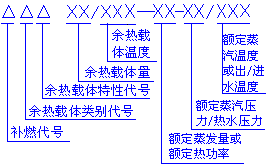 △△△ XX/XXX—XX-XX/XXX
余热载
体温度
余热载体量
余热载体特性代号
余热载体类别代号
补燃代号
额定蒸
汽温度
或出/进
水温度
额定蒸汽压
力/热水压力
额定蒸发量或
额定热功率